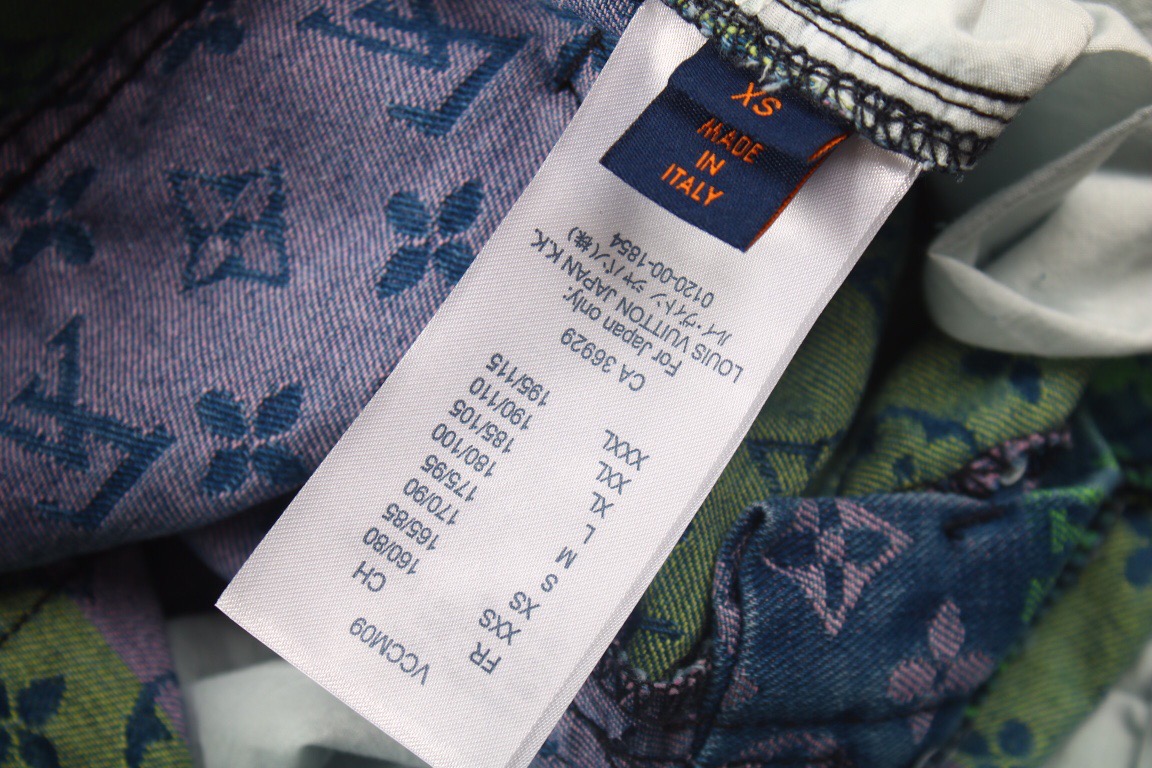 XS
MADE
IN
ITALY
VCCM09
FR CH
XXS 160/80
XS 165/85
S 170/90
M 175/95
L 180/100
XL 185/105
XXL 190/110
XXXL 195/115
CA 36929
For Japan only:
LOUIS VUITTON JAPAN K.K.
ルイ・ヴィトン ジャパン(株)
0120-00-1854